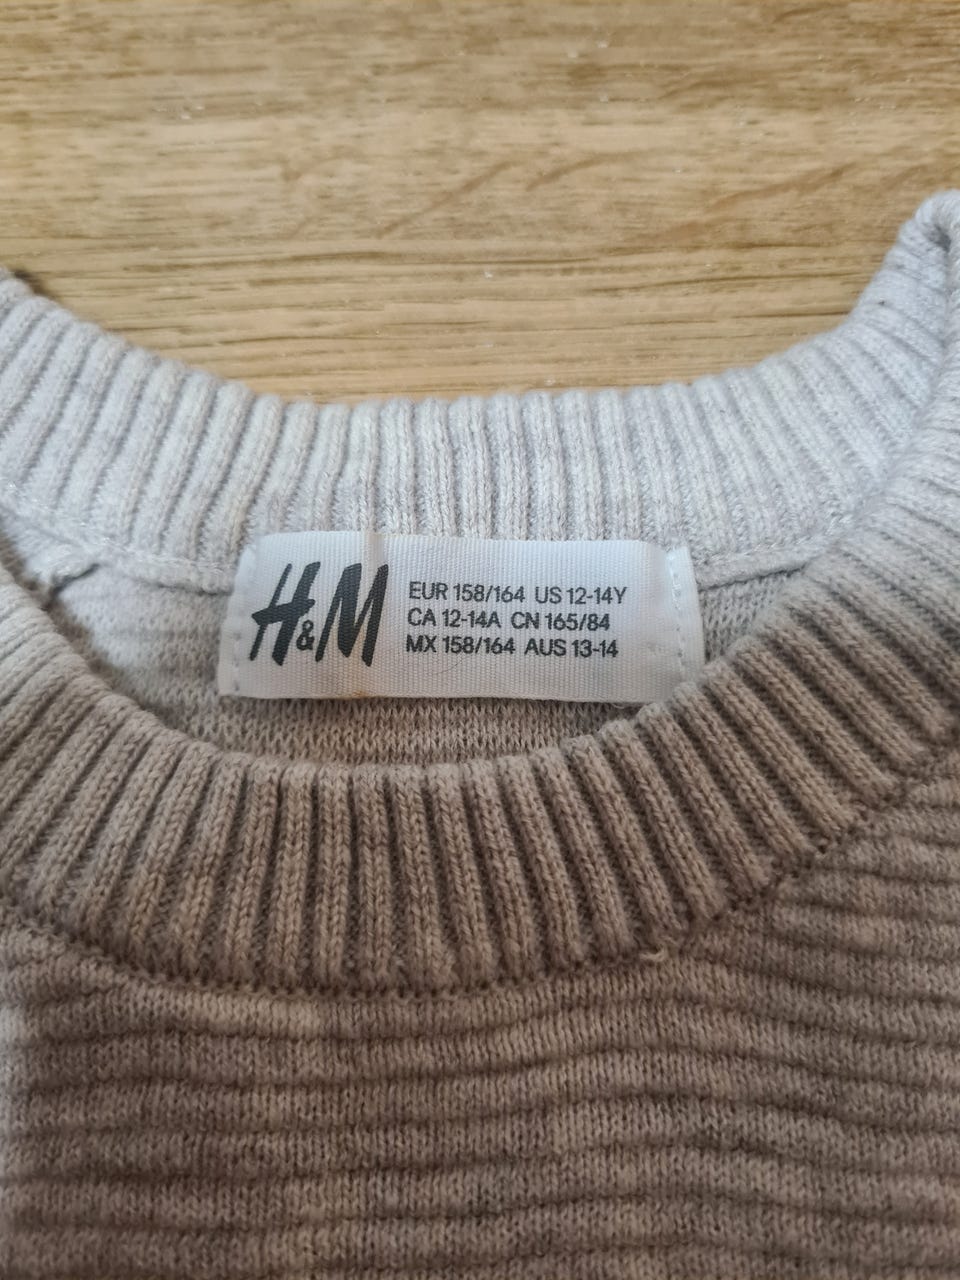 H&M
EUR 158/164 US 12-14Y
CA 12-14A CN 165/84
MX 158/164 AUS 13-14